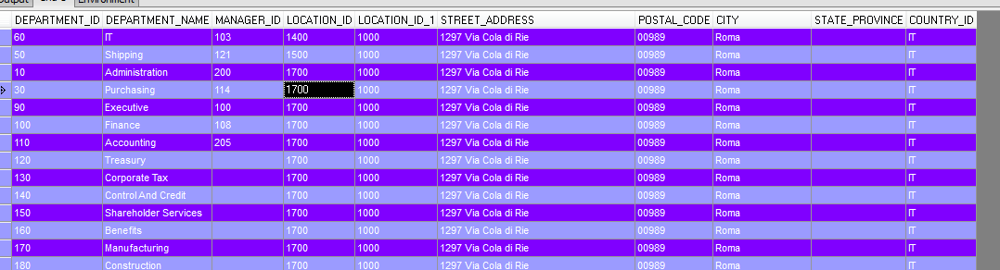 Environment
DEPARTMENT_ID DEPARTMENT_NAME MANAGER_ID LOCATION_ID LOCATION_ID_1 STREET_ADDRESS POSTAL_CODE CITY STATE_PROVINCE COUNTRY_ID
60 IT 103 1400 1000 1297 Via Cola di Rie 00989 Roma IT
50 Shipping 121 1500 1000 1297 Via Cola di Rie 00989 Roma IT
10 Administration 200 1700 1000 1297 Via Cola di Rie 00989 Roma IT
30 Purchasing 114 1700 1000 1297 Via Cola di Rie 00989 Roma IT
90 Executive 100 1700 1000 1297 Via Cola di Rie 00989 Roma IT
100 Finance 108 1700 1000 1297 Via Cola di Rie 00989 Roma IT
110 Accounting 205 1700 1000 1297 Via Cola di Rie 00989 Roma IT
120 Treasury 1700 1000 1297 Via Cola di Rie 00989 Roma IT
130 Corporate Tax 1700 1000 1297 Via Cola di Rie 00989 Roma IT
140 Control And Credit 1700 1000 1297 Via Cola di Rie 00989 Roma IT
150 Shareholder Services 1700 1000 1297 Via Cola di Rie 00989 Roma IT
160 Benefits 1700 1000 1297 Via Cola di Rie 00989 Roma IT
170 Manufacturing 1700 1000 1297 Via Cola di Rie 00989 Roma IT
180 Construction 1700 1000 1297 Via Cola di Rie 00989 Roma IT